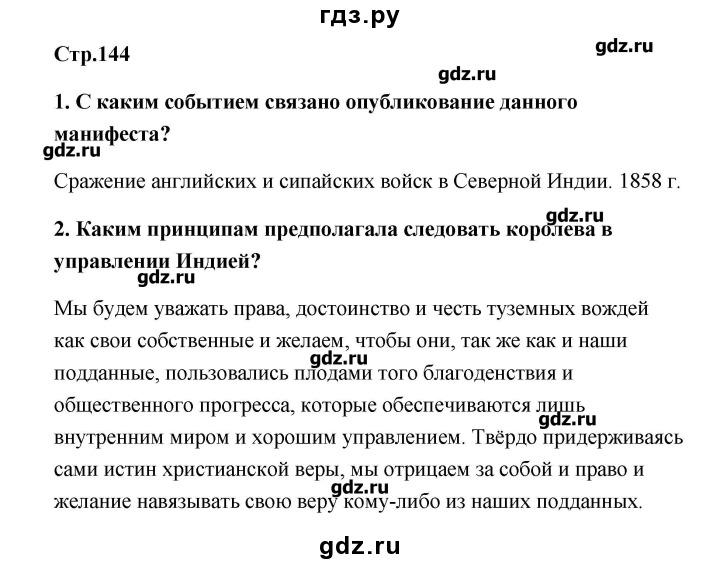 гдз.ру
Стр.144
gdz.ru
gdz.ru
1. С каким событием связано опубликование данного
манифеста?
gdz.ru
Сражение английских и сипайских войск в Северной Индии. 1858 г.
gdz.ru
2. Каким принципам предполагала следовать королева в
управлении Индией?
gdz.ru
Мы будем уважать права, достоинство и честь туземных вождей
как свои собственные и желаем, чтобы они, так же как и наши
gdz.ru
подданные, пользовались плодами того благоденствия и
общественного прогресса, которые обеспечиваются лишь
gdz.ru
внутренним миром и хорошим управлением. Твёрдо придерживаясь
сами истин христианской веры, мы отрицаем за собой и право и
gdz.ru
желание навязывать свою веру кому-либо из наших подданных.
gdz.ru